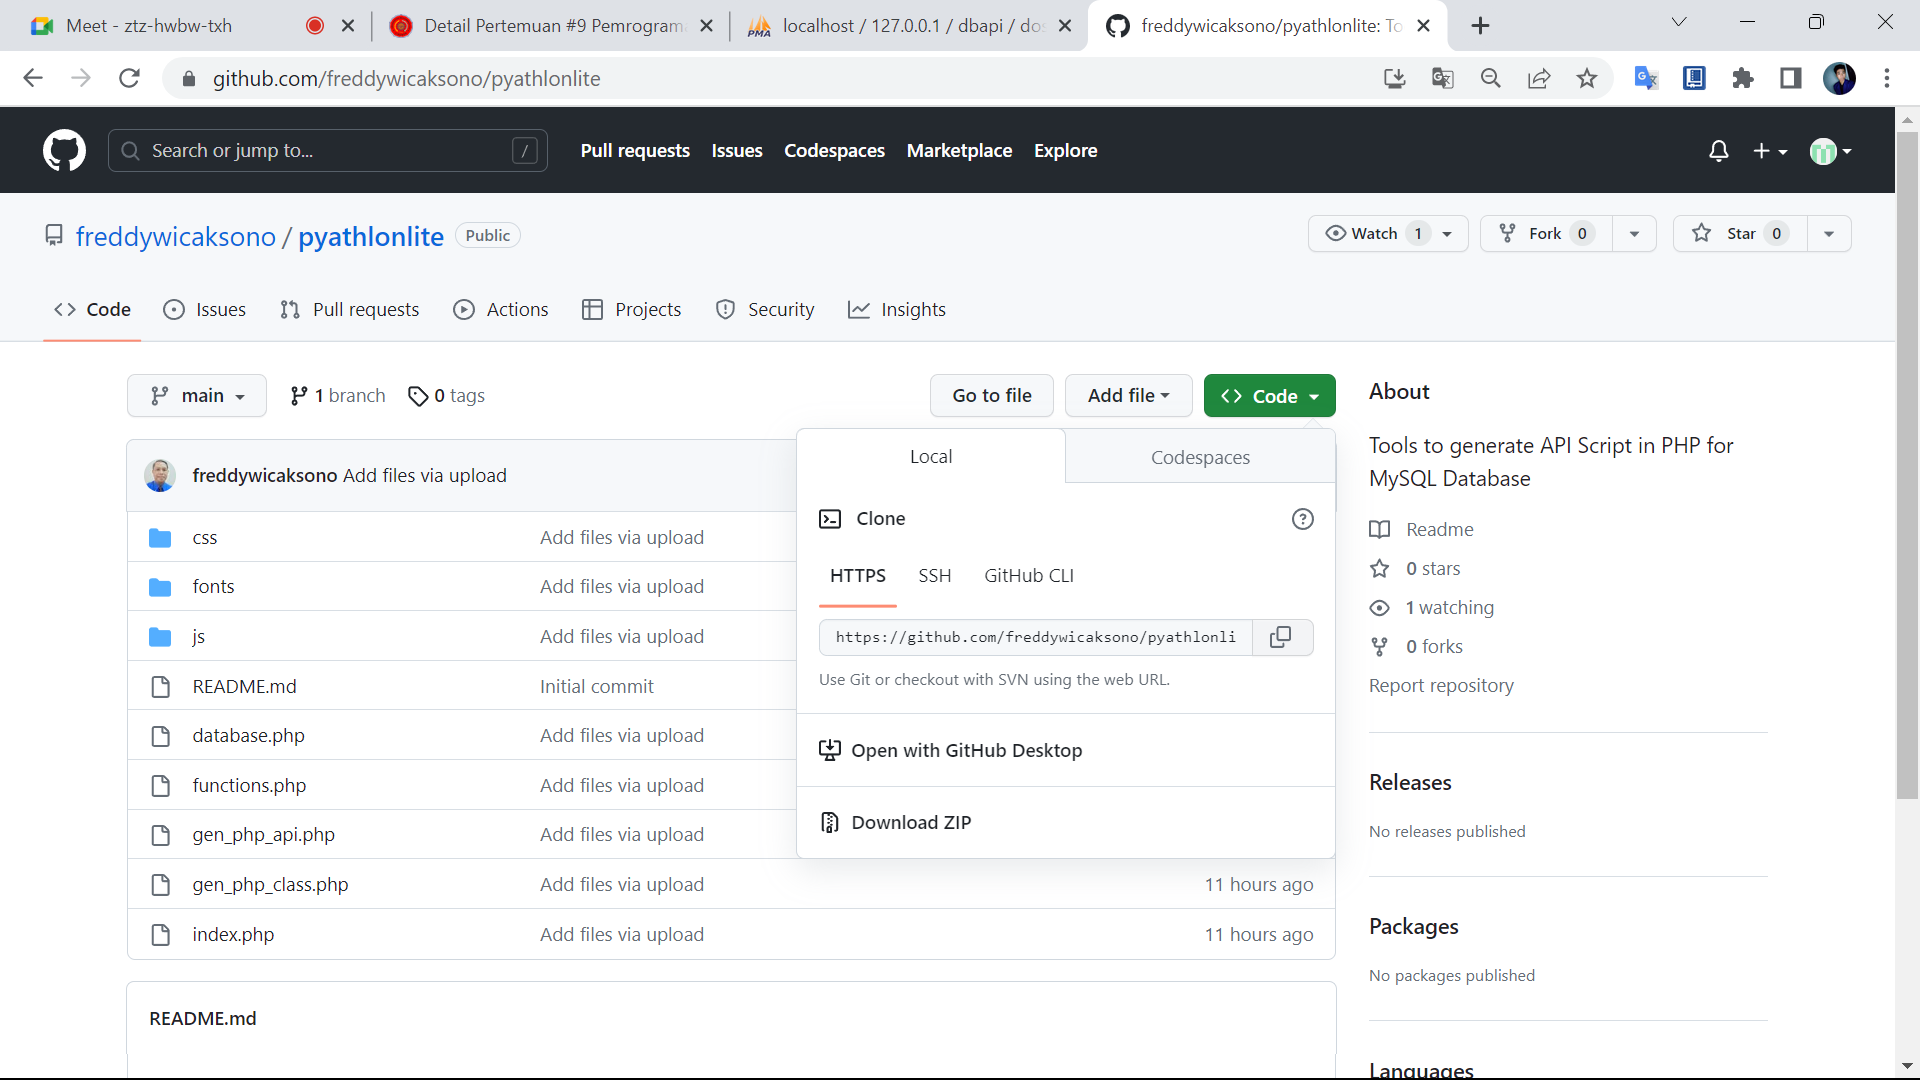 Meet - ztz-hwbw-txh
Detail Pertemuan #9 Pemrograma
PMA
localhost / 127.0.0.1 / dbapi / dos
freddywicaksono/pyathlonlite: To
github.com/freddywicaksono/pyathlonlite
Search or jump to...
/
Pull requests
Issues
Codespaces
Marketplace
Explore
freddywicaksono / pyathlonlite
Public
Watch 1
Fork 0
Star 0
Code
Issues
Pull requests
Actions
Projects
Security
Insights
main
1 branch
0 tags
Go to file
Add file
Code
freddywicaksono Add files via upload
css Add files via upload
fonts Add files via upload
js Add files via upload
README.md Initial commit
database.php Add files via upload
functions.php Add files via upload
gen_php_api.php Add files via upload
gen_php_class.php Add files via upload 11 hours ago
index.php Add files via upload 11 hours ago
README.md
Local
Codespaces
Clone
HTTPS
SSH
GitHub CLI
https://github.com/freddywicaksono/pyathlonli
Use Git or checkout with SVN using the web URL.
Open with GitHub Desktop
Download ZIP
About
Tools to generate API Script in PHP for
MySQL Database
Readme
0 stars
1 watching
0 forks
Report repository
Releases
No releases published
Packages
No packages published
Languages